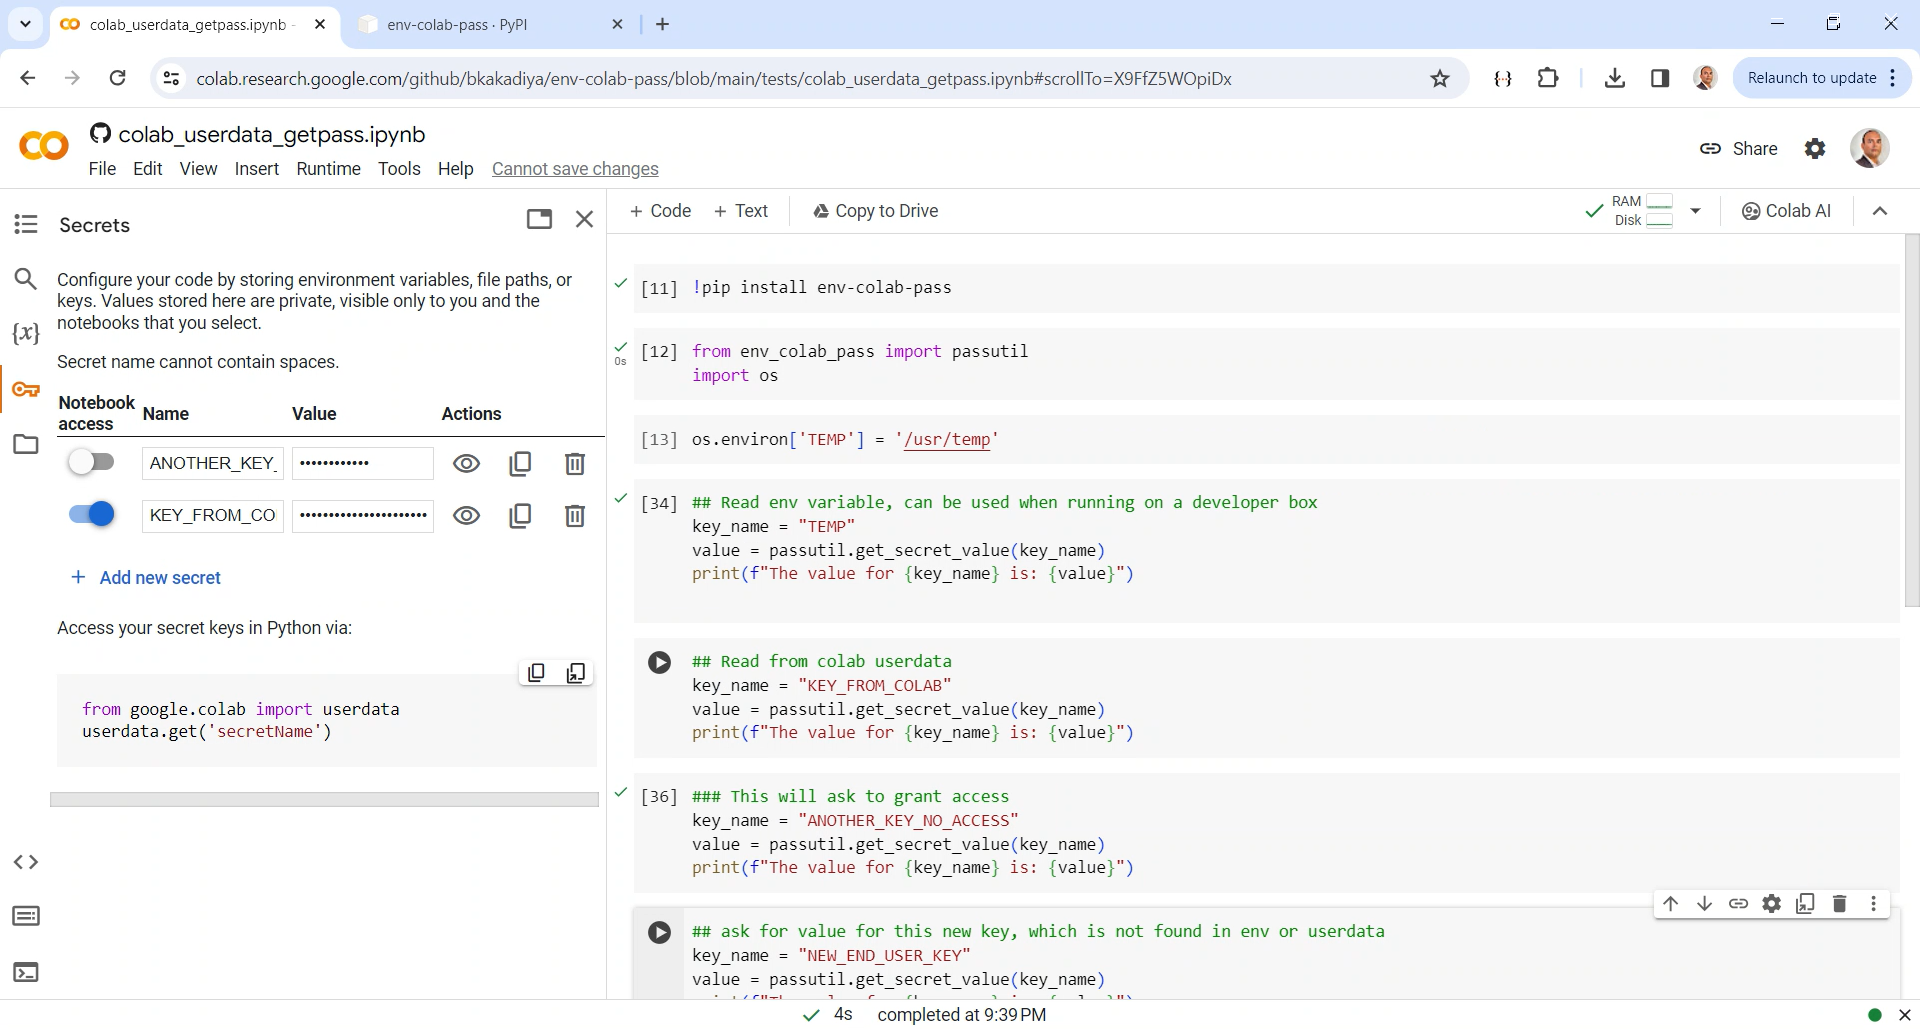 colab_userdata_getpass.ipynb -
env-colab-pass · PyPI
colab.research.google.com/github/bkakadiya/env-colab-pass/blob/main/tests/colab_userdata_getpass.ipynb#scrollTo=X9FfZ5WOpiDx
Relaunch to update
colab_userdata_getpass.ipynb
File Edit View Insert Runtime Tools Help Cannot save changes
Share
Secrets
Configure your code by storing environment variables, file paths, or
keys. Values stored here are private, visible only to you and the
notebooks that you select.
Secret name cannot contain spaces.
Notebook access Name Value Actions
ANOTHER_KEY_ ••••••••••••
KEY_FROM_CO ••••••••••••••••••••••
+ Add new secret
Access your secret keys in Python via:
from google.colab import userdata
userdata.get('secretName')
+ Code + Text Copy to Drive
RAM
Disk
Colab AI
[11] !pip install env-colab-pass
0s
[12] from env_colab_pass import passutil
import os
[13] os.environ['TEMP'] = '/usr/temp'
[34] ## Read env variable, can be used when running on a developer box
key_name = "TEMP"
value = passutil.get_secret_value(key_name)
print(f"The value for {key_name} is: {value}")
## Read from colab userdata
key_name = "KEY_FROM_COLAB"
value = passutil.get_secret_value(key_name)
print(f"The value for {key_name} is: {value}")
[36] ### This will ask to grant access
key_name = "ANOTHER_KEY_NO_ACCESS"
value = passutil.get_secret_value(key_name)
print(f"The value for {key_name} is: {value}")
## ask for value for this new key, which is not found in env or userdata
key_name = "NEW_END_USER_KEY"
value = passutil.get_secret_value(key_name)
4s completed at 9:39 PM